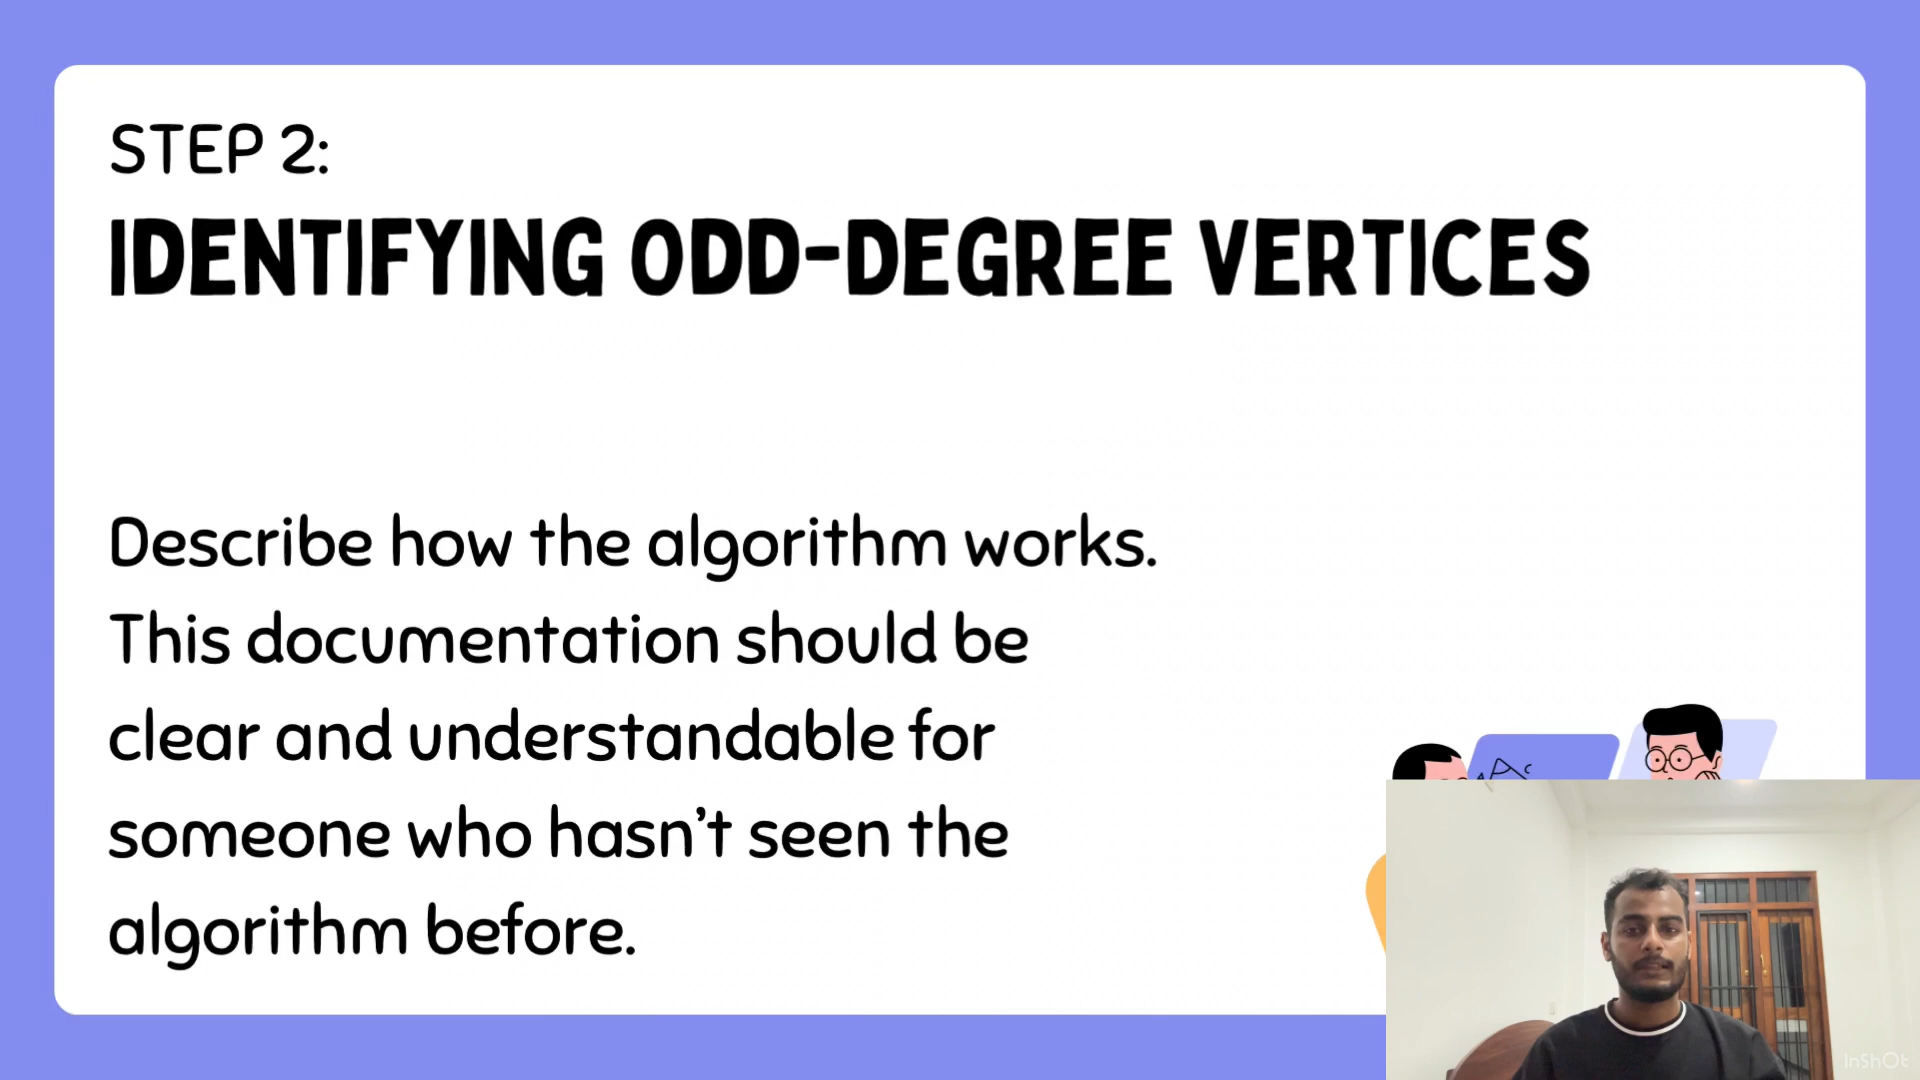 STEP 2:
IDENTIFYING ODD-DEGREE VERTICES
Describe how the algorithm works.
This documentation should be
clear and understandable for
someone who hasn’t seen the
algorithm before.
InShOt